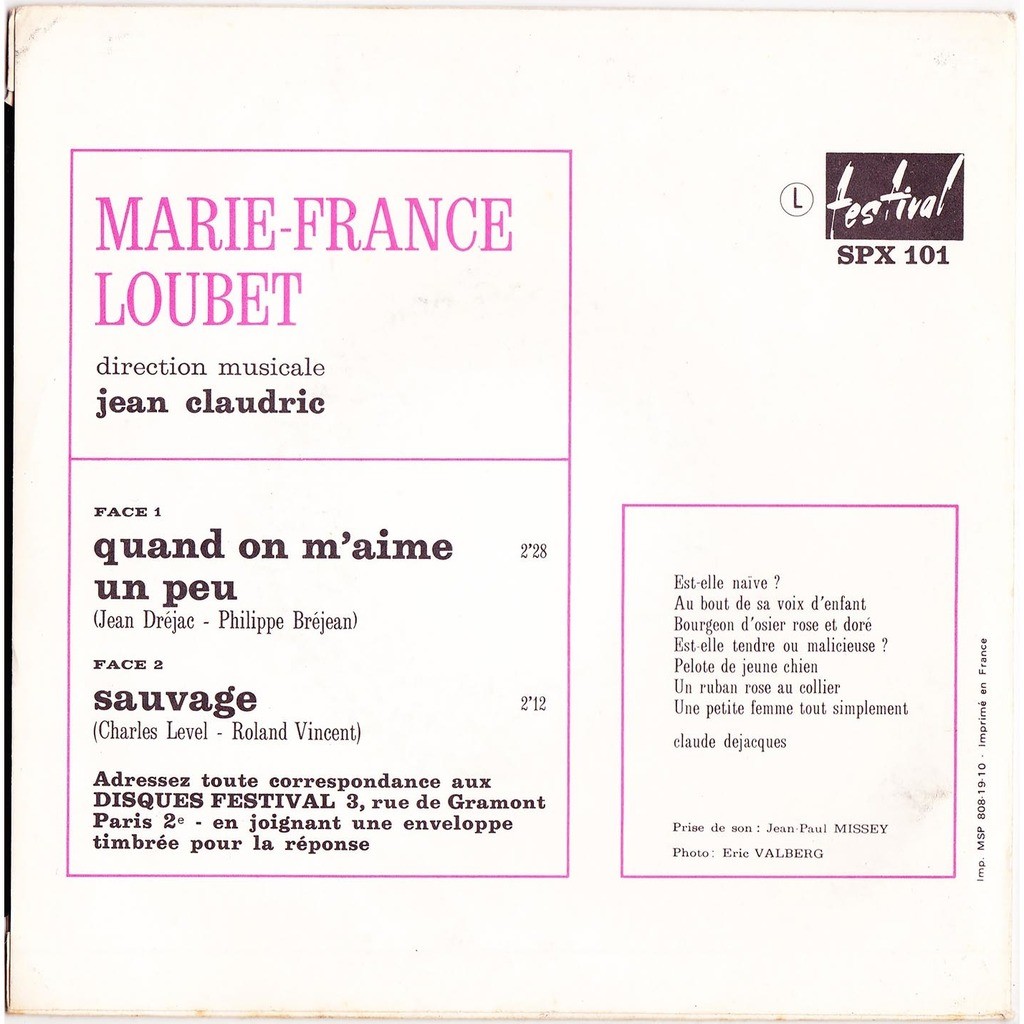 MARIE-FRANCE
LOUBET
direction musicale
jean claudric
FACE 1
quand on m'aime 2'28
un peu
(Jean Dréjac - Philippe Bréjean)
FACE 2
sauvage 2'12
(Charles Level - Roland Vincent)
Adressez toute correspondance aux
DISQUES FESTIVAL 3, rue de Gramont
Paris 2e - en joignant une enveloppe
timbrée pour la réponse
L festival
SPX 101
Est-elle naïve ?
Au bout de sa voix d'enfant
Bourgeon d'osier rose et doré
Est-elle tendre ou malicieuse ?
Pelote de jeune chien
Un ruban rose au collier
Une petite femme tout simplement
claude dejacques
Prise de son : Jean-Paul MISSEY
Photo : Eric VALBERG
Imp. MSP 808-19-10 - Imprimé en France